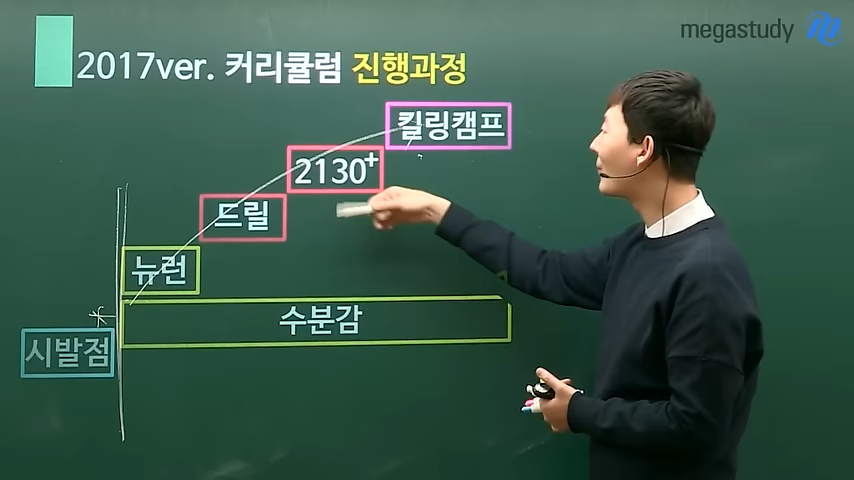 megastudy
2017ver. 커리큘럼 진행과정
킬링캠프
2130+
드릴
뉴런
수분감
시발점